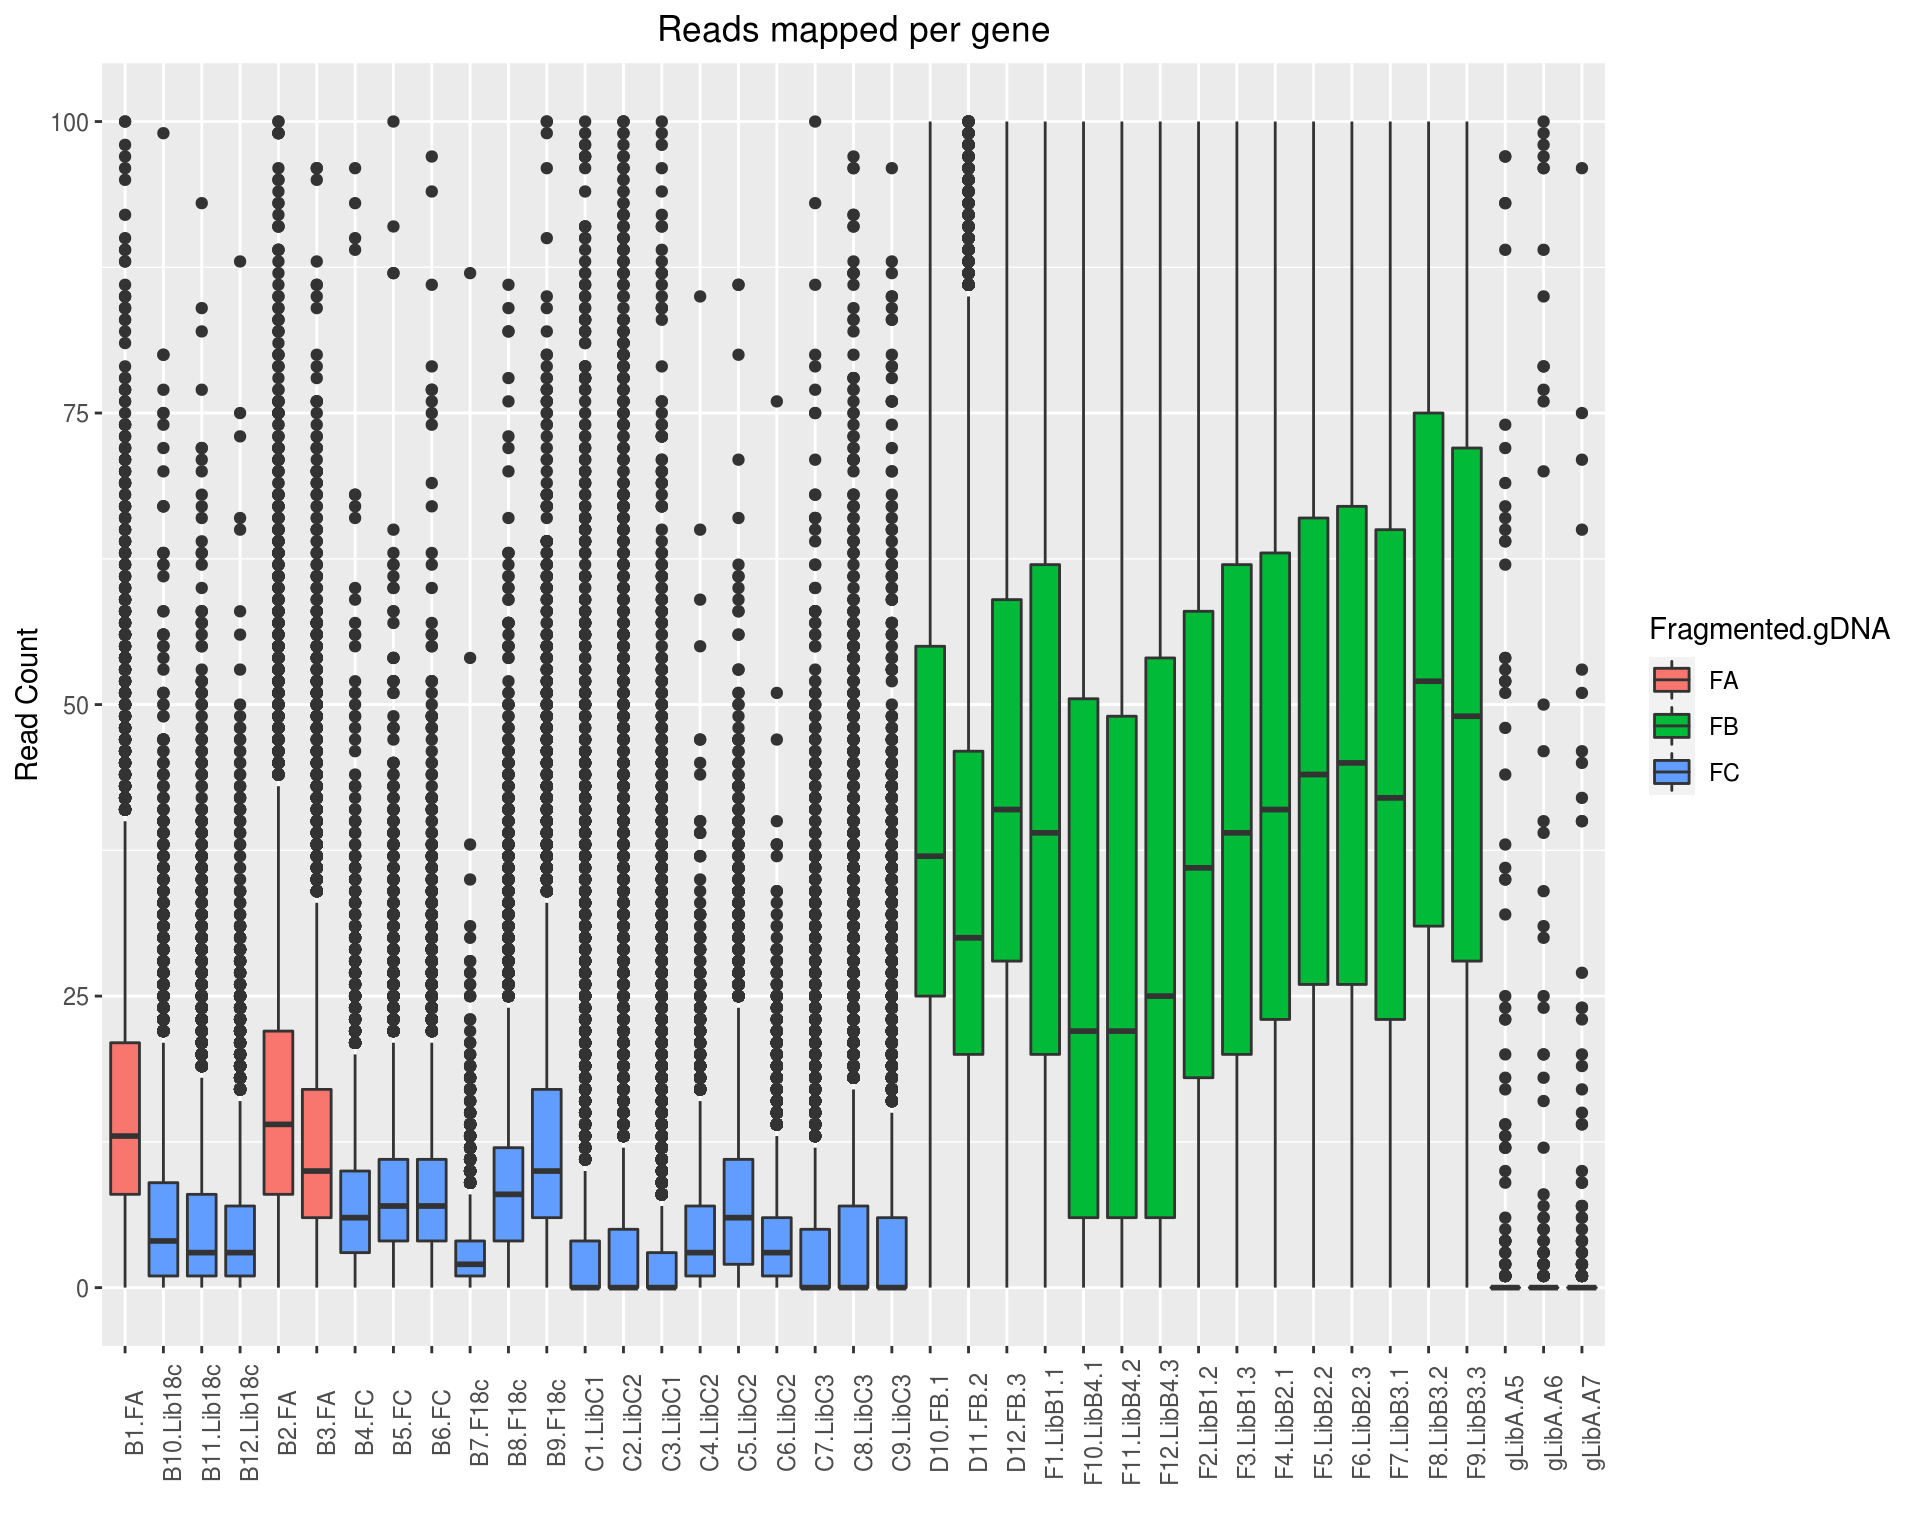 Reads mapped per gene
Read Count
100
75
50
25
0
B1.FA
B10.Lib18c
B11.Lib18c
B12.Lib18c
B2.FA
B3.FA
B4.FC
B5.FC
B6.FC
B7.F18c
B8.F18c
B9.F18c
C1.LibC1
C2.LibC2
C3.LibC1
C4.LibC2
C5.LibC2
C6.LibC2
C7.LibC3
C8.LibC3
C9.LibC3
D10.FB.1
D11.FB.2
D12.FB.3
F1.LibB1.1
F10.LibB4.1
F11.LibB4.2
F12.LibB4.3
F2.LibB1.2
F3.LibB1.3
F4.LibB2.1
F5.LibB2.2
F6.LibB2.3
F7.LibB3.1
F8.LibB3.2
F9.LibB3.3
gLibA.A5
gLibA.A6
gLibA.A7
Fragmented.gDNA
FA
FB
FC